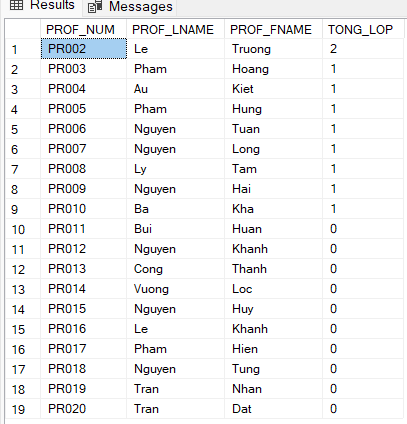 Results Messages
PROF_NUM PROF_LNAME PROF_FNAME TONG_LOP
1 PR002 Le Truong 2
2 PR003 Pham Hoang 1
3 PR004 Au Kiet 1
4 PR005 Pham Hung 1
5 PR006 Nguyen Tuan 1
6 PR007 Nguyen Long 1
7 PR008 Ly Tam 1
8 PR009 Nguyen Hai 1
9 PR010 Ba Kha 1
10 PR011 Bui Huan 0
11 PR012 Nguyen Khanh 0
12 PR013 Cong Thanh 0
13 PR014 Vuong Loc 0
14 PR015 Nguyen Huy 0
15 PR016 Le Khanh 0
16 PR017 Pham Hien 0
17 PR018 Nguyen Tung 0
18 PR019 Tran Nhan 0
19 PR020 Tran Dat 0